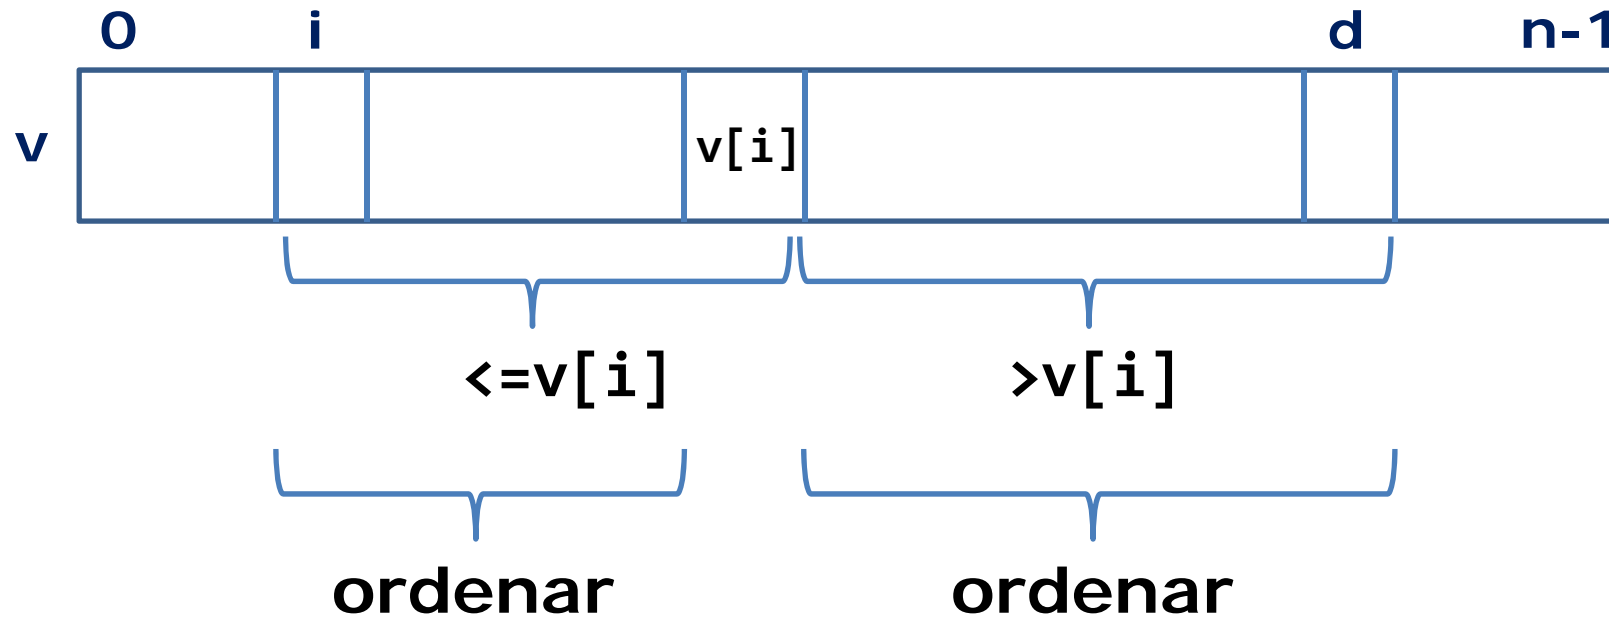 0 i d n-1
v v[i]
<=v[i] >v[i]
ordenar ordenar